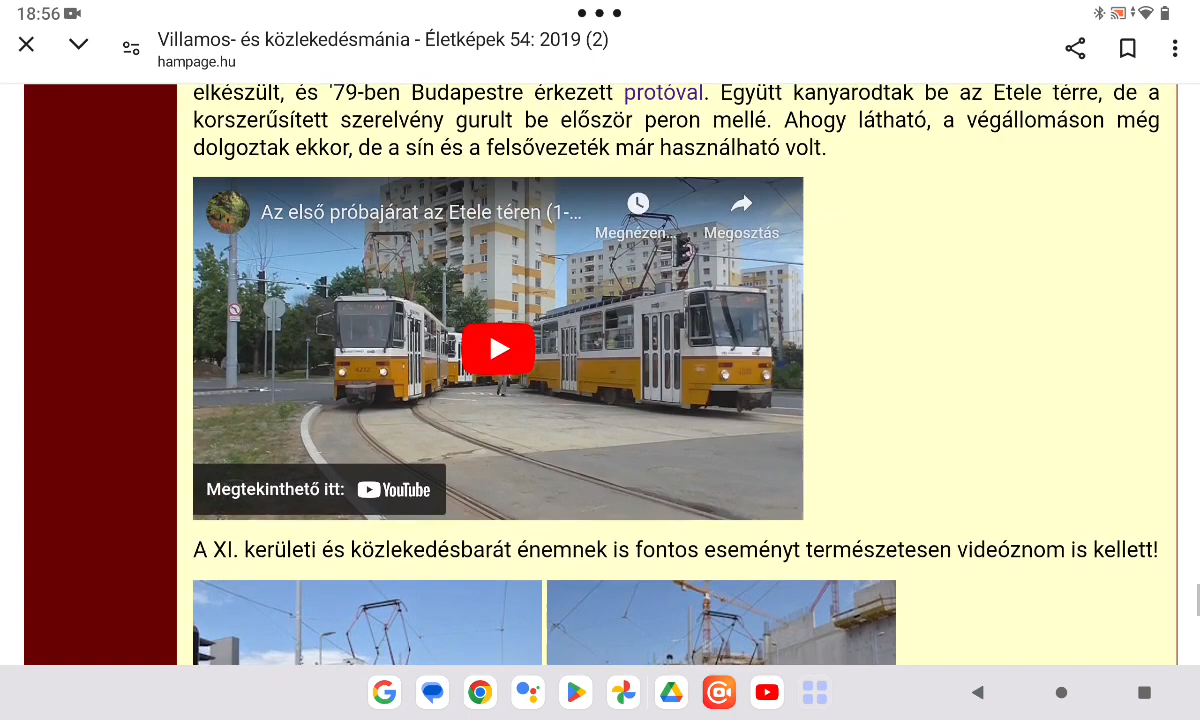 18:56
Villamos- és közlekedésmánia - Életképek 54: 2019 (2)
hampage.hu
elkészült, és '79-ben Budapestre érkezett protóval. Együtt kanyarodtak be az Etele térre, de a
korszerűsített szerelvény gurult be először peron mellé. Ahogy látható, a végállomáson még
dolgoztak ekkor, de a sín és a felsővezeték már használható volt.
Az első próbajárat az Etele téren (1-...
Megnézen...
Megosztás
4212
Megtekinthető itt: YouTube
A XI. kerületi és közlekedésbarát énemnek is fontos eseményt természetesen videóznom is kellett!